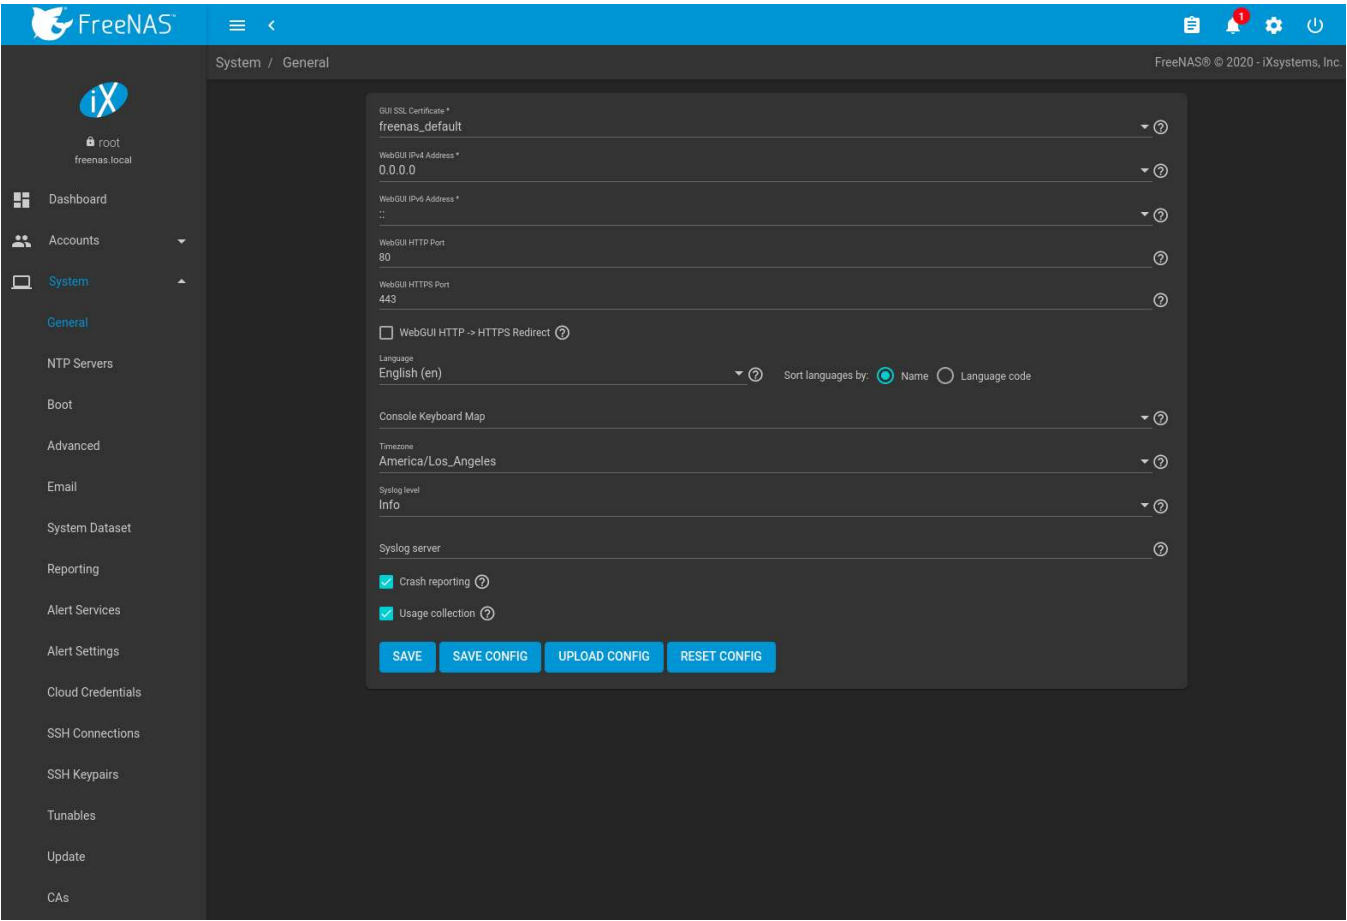 FreeNAS®
1
System / General
FreeNAS® © 2020 - iXsystems, Inc.
iX
root
freenas.local
Dashboard
Accounts
System
General
NTP Servers
Boot
Advanced
Email
System Dataset
Reporting
Alert Services
Alert Settings
Cloud Credentials
SSH Connections
SSH Keypairs
Tunables
Update
CAs
GUI SSL Certificate *
freenas_default
WebGUI IPv4 Address *
0.0.0.0
WebGUI IPv6 Address *
::
WebGUI HTTP Port
80
WebGUI HTTPS Port
443
WebGUI HTTP -> HTTPS Redirect
Language
English (en)
Sort languages by: Name Language code
Console Keyboard Map
Timezone
America/Los_Angeles
Syslog level
Info
Syslog server
Crash reporting
Usage collection
SAVE SAVE CONFIG UPLOAD CONFIG RESET CONFIG